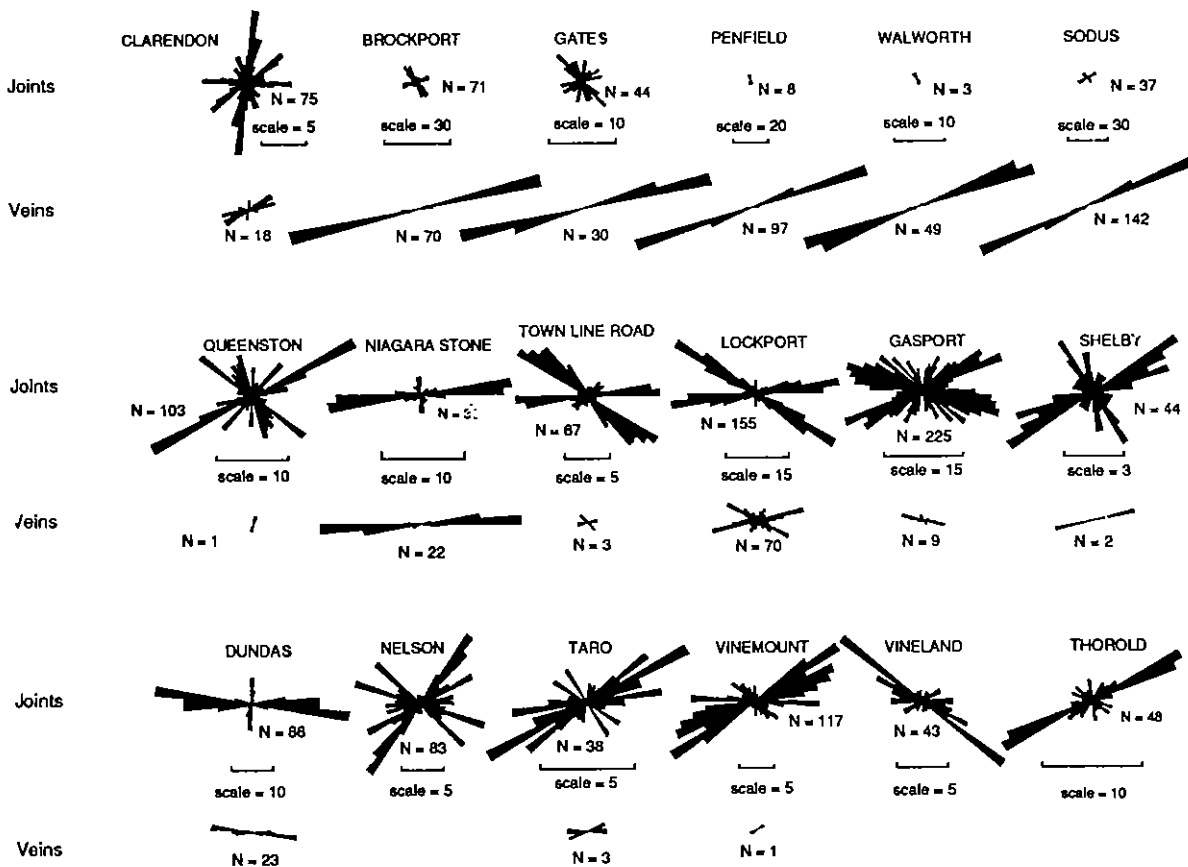 CLARENDON BROCKPORT GATES PENFIELD WALWORTH SODUS
Joints
N = 75 N = 71 N = 44 N = 8 N = 3 N = 37
scale = 5 scale = 30 scale = 10 scale = 20 scale = 10 scale = 30
Veins
N = 18 N = 70 N = 30 N = 97 N = 49 N = 142
QUEENSTON NIAGARA STONE TOWN LINE ROAD LOCKPORT GASPORT SHELBY
Joints
N = 103 N = 31 N = 67 N = 155 N = 225 N = 44
scale = 10 scale = 10 scale = 5 scale = 15 scale = 15 scale = 3
Veins
N = 1 N = 22 N = 3 N = 70 N = 9 N = 2
DUNDAS NELSON TARO VINEMOUNT VINELAND THOROLD
Joints
N = 86 N = 83 N = 38 N = 117 N = 43 N = 48
scale = 10 scale = 5 scale = 5 scale = 5 scale = 5 scale = 10
Veins
N = 23 N = 3 N = 1